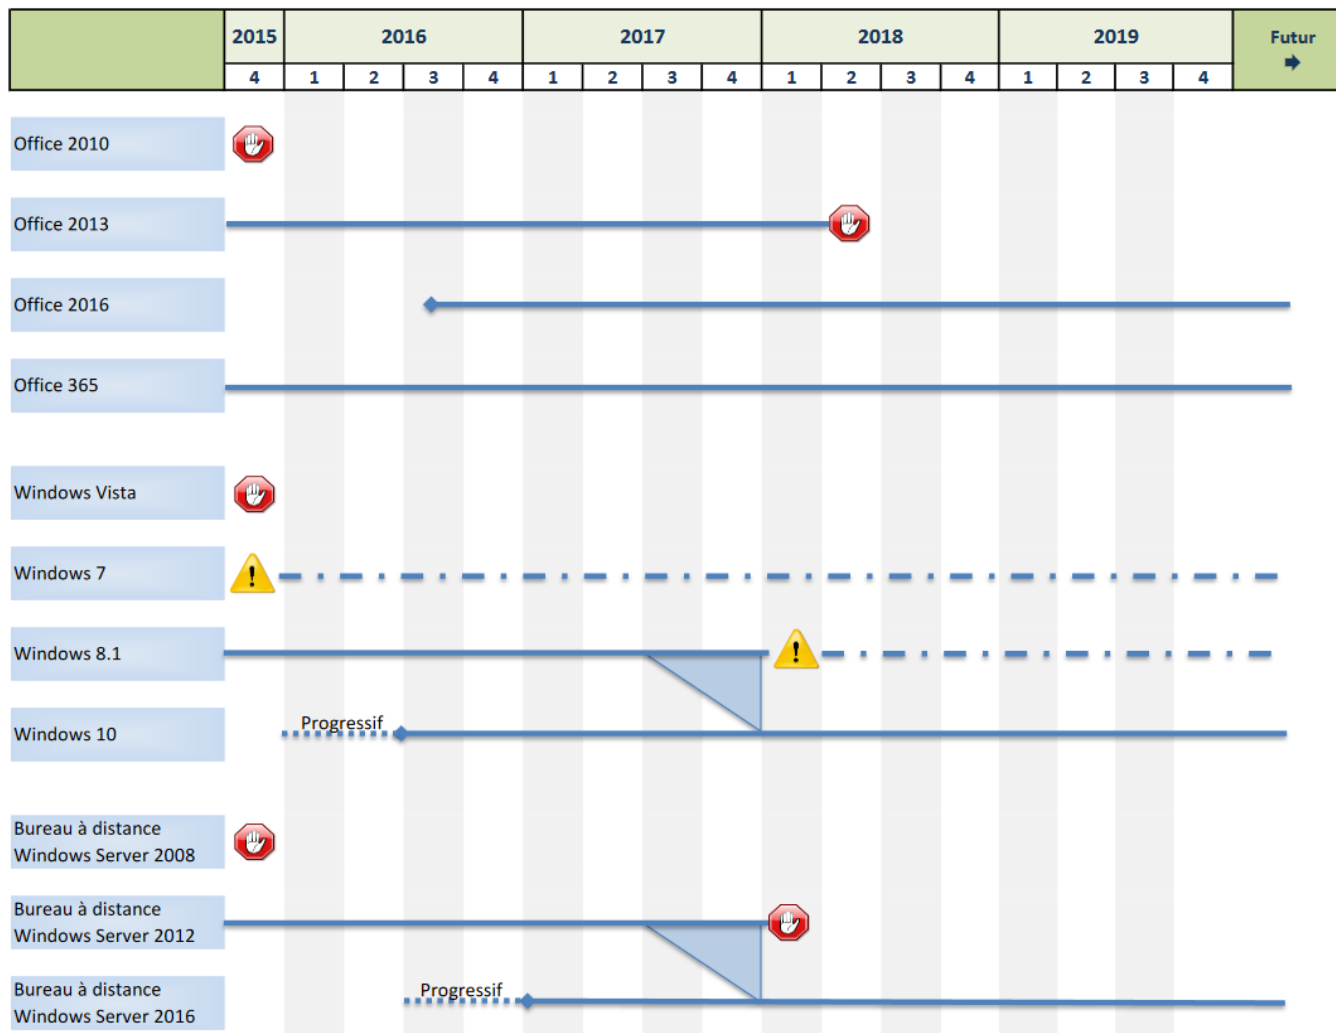 2015 2016 2017 2018 2019 Futur
4 1 2 3 4 1 2 3 4 1 2 3 4 1 2 3 4
Office 2010
Office 2013
Office 2016
Office 365
Windows Vista
Windows 7
Windows 8.1
Progressif
Windows 10
Bureau à distance
Windows Server 2008
Bureau à distance
Windows Server 2012
Bureau à distance
Progressif
Windows Server 2016